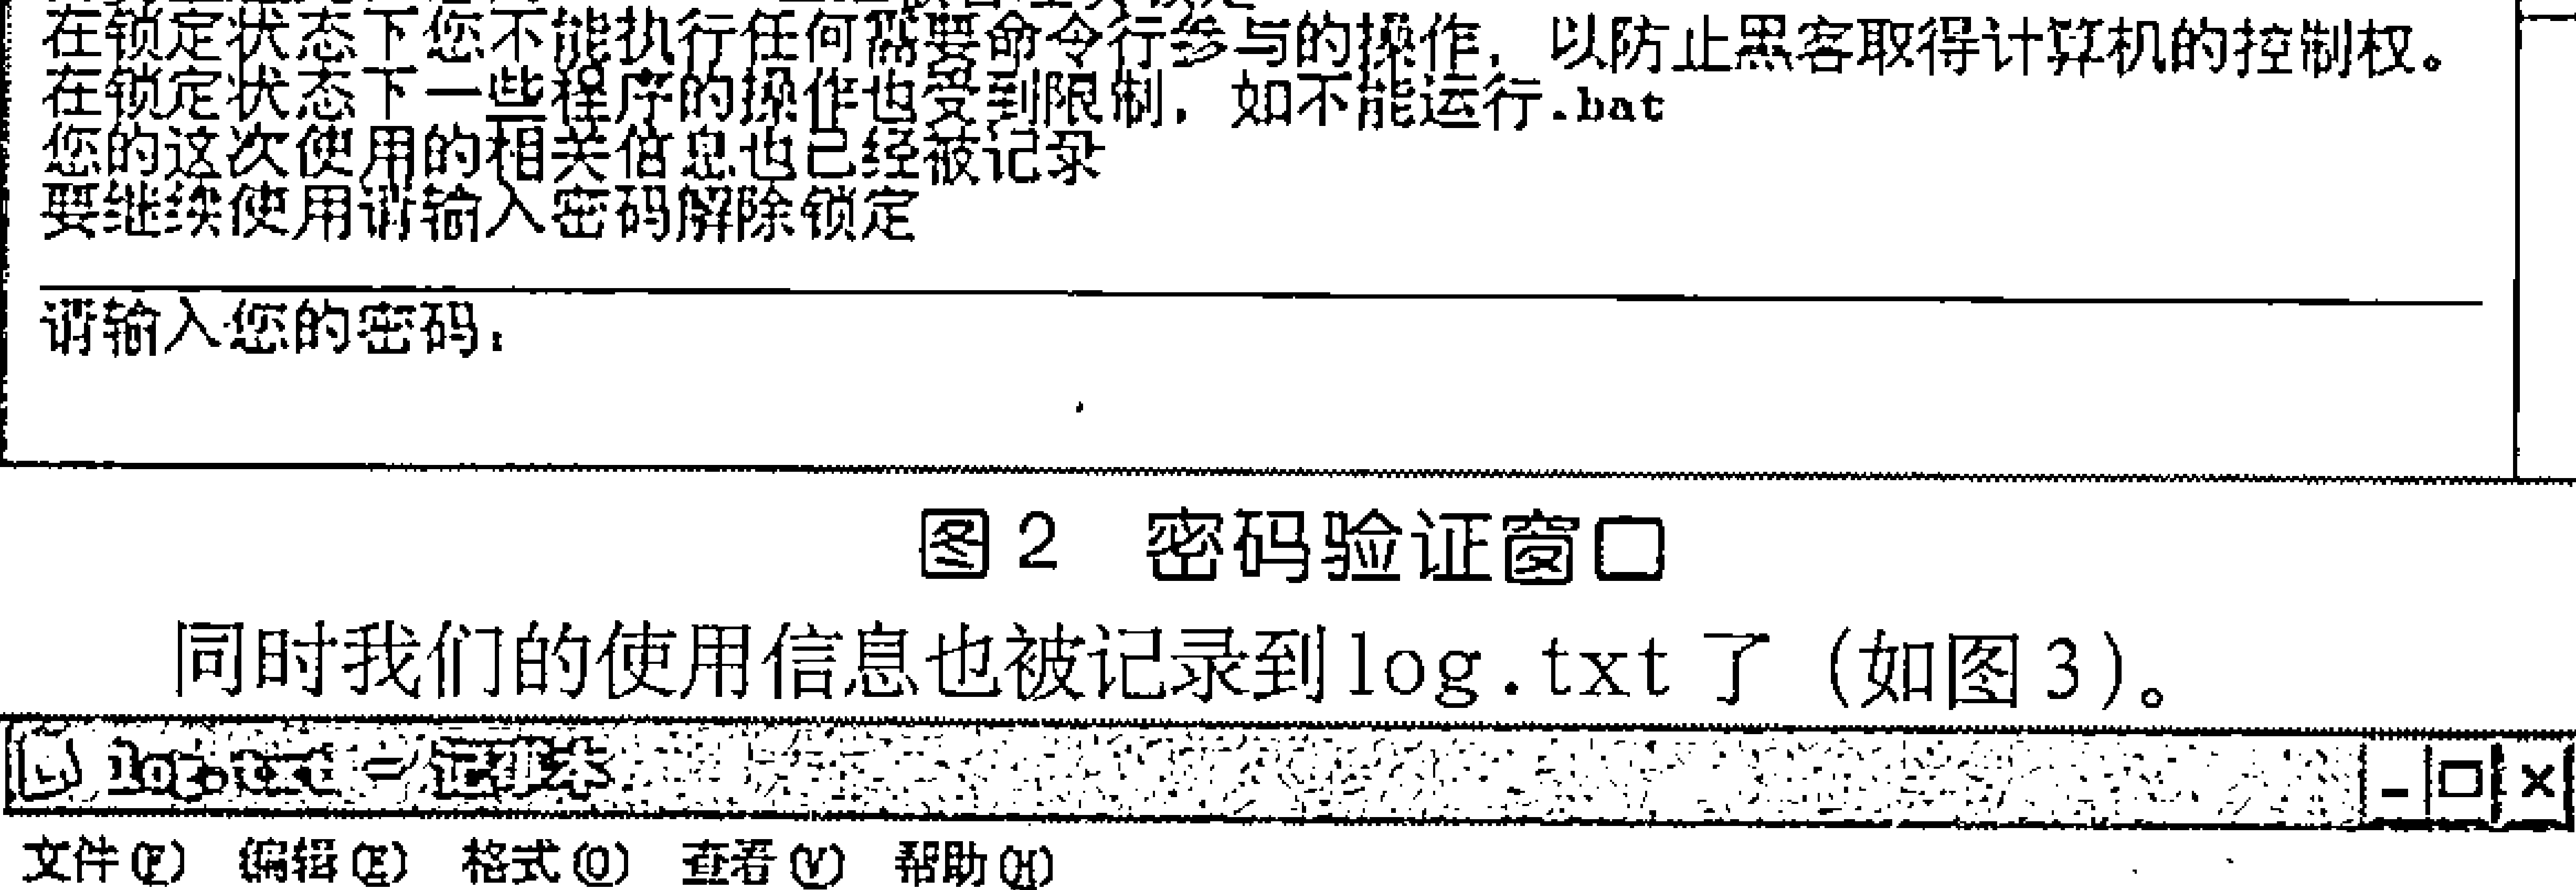 在锁定状态下您不能执行任何需要命令行参与的操作，以防止黑客取得计算机的控制权。
在锁定状态下一些程序的操作也受到限制，如不能运行.bat
您的这次使用的相关信息也已经被记录
要继续使用请输入密码解除锁定
请输入您的密码：
图2 密码验证窗口
同时我们的使用信息也被记录到log.txt了（如图3）。
log.txt - 记事本
文件(F) 编辑(E) 格式(O) 查看(V) 帮助(H)